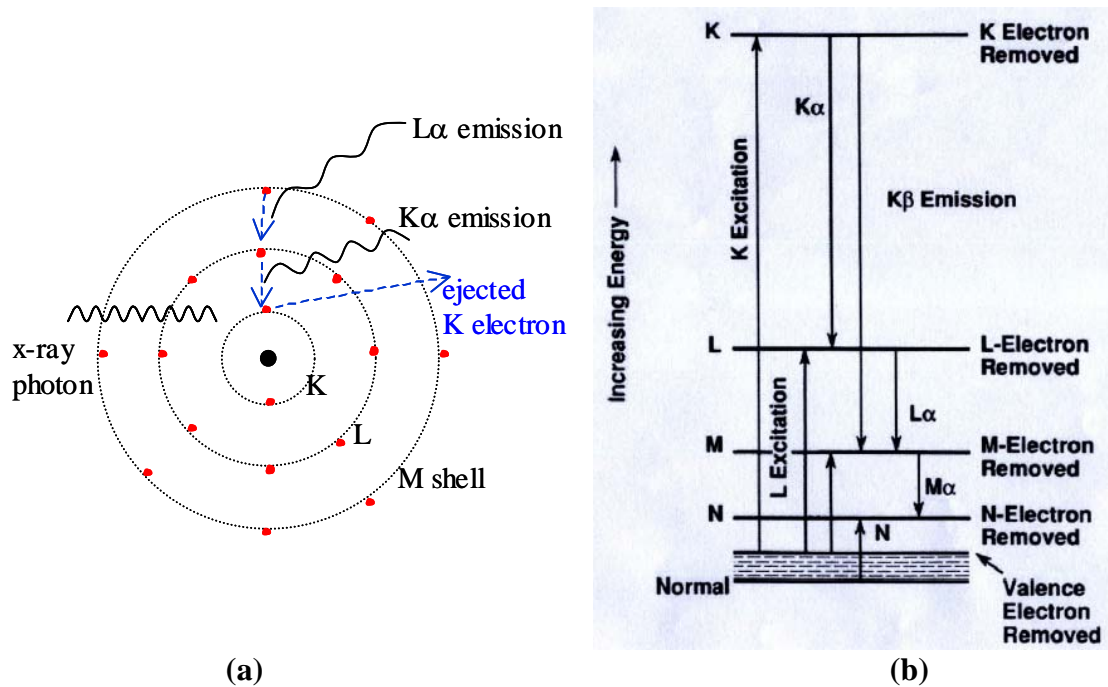 Lα emission
Kα emission
ejected
K electron
x-ray
photon
K
L
M shell
(a)
K
K Electron
Removed
Kα
K Excitation
Kβ Emission
Increasing Energy
L
L-Electron
Removed
L Excitation
Lα
M
M-Electron
Removed
Mα
N
N-Electron
Removed
N
Normal
Valence
Electron
Removed
(b)